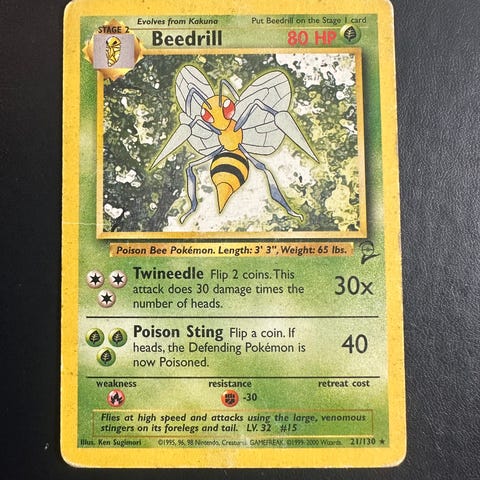 Evolves from Kakuna Put Beedrill on the Stage 1 card
STAGE 2
Beedrill 80 HP
Poison Bee Pokémon. Length: 3' 3", Weight: 65 lbs.
Twineedle Flip 2 coins. This
attack does 30 damage times the
number of heads.
30x
Poison Sting Flip a coin. If
heads, the Defending Pokémon is
now Poisoned.
40
weakness resistance retreat cost
-30
Flies at high speed and attacks using the large, venomous
stingers on its forelegs and tail. LV. 32 #15
Illus. Ken Sugimori ©1995, 96, 98 Nintendo, Creatures, GAMEFREAK. ©1999-2000 Wizards. 21/130 ★